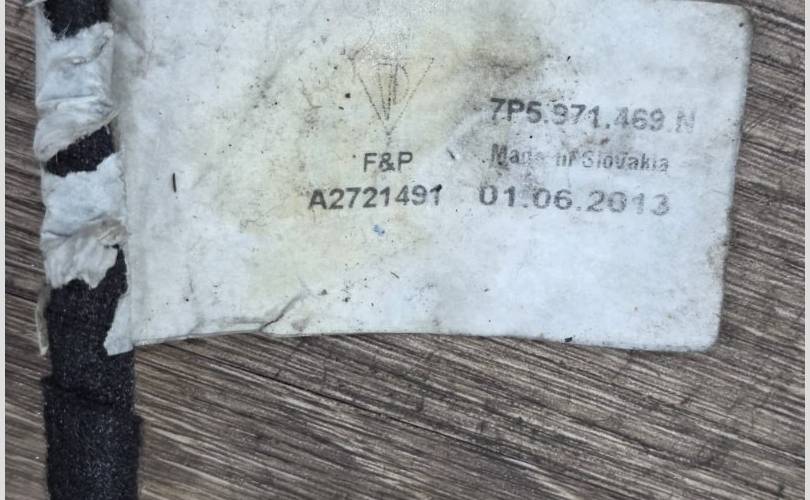 7P5.971.469.N
F&P Made in Slovakia
A2721491 01.06.2013